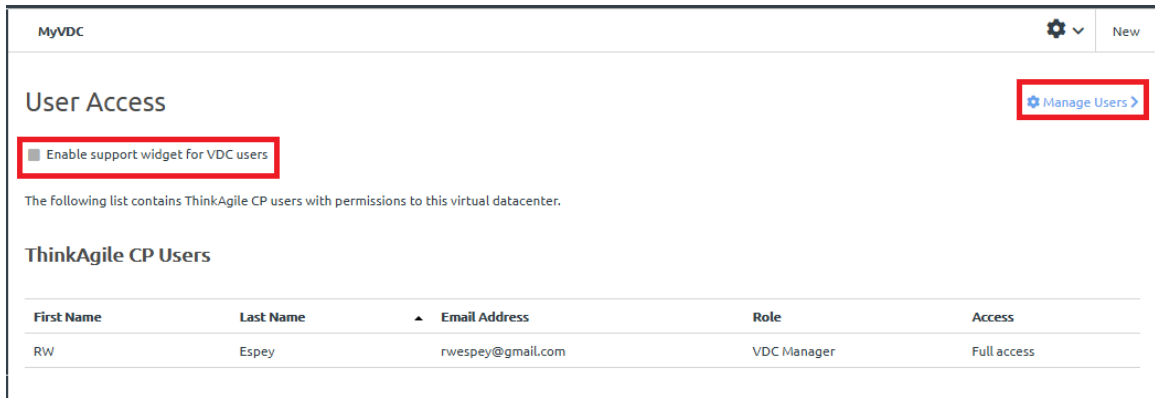 MyVDC New
User Access
Manage Users
Enable support widget for VDC users
The following list contains ThinkAgile CP users with permissions to this virtual datacenter.
ThinkAgile CP Users
First Name Last Name Email Address Role Access
RW Espey rwespey@gmail.com VDC Manager Full access